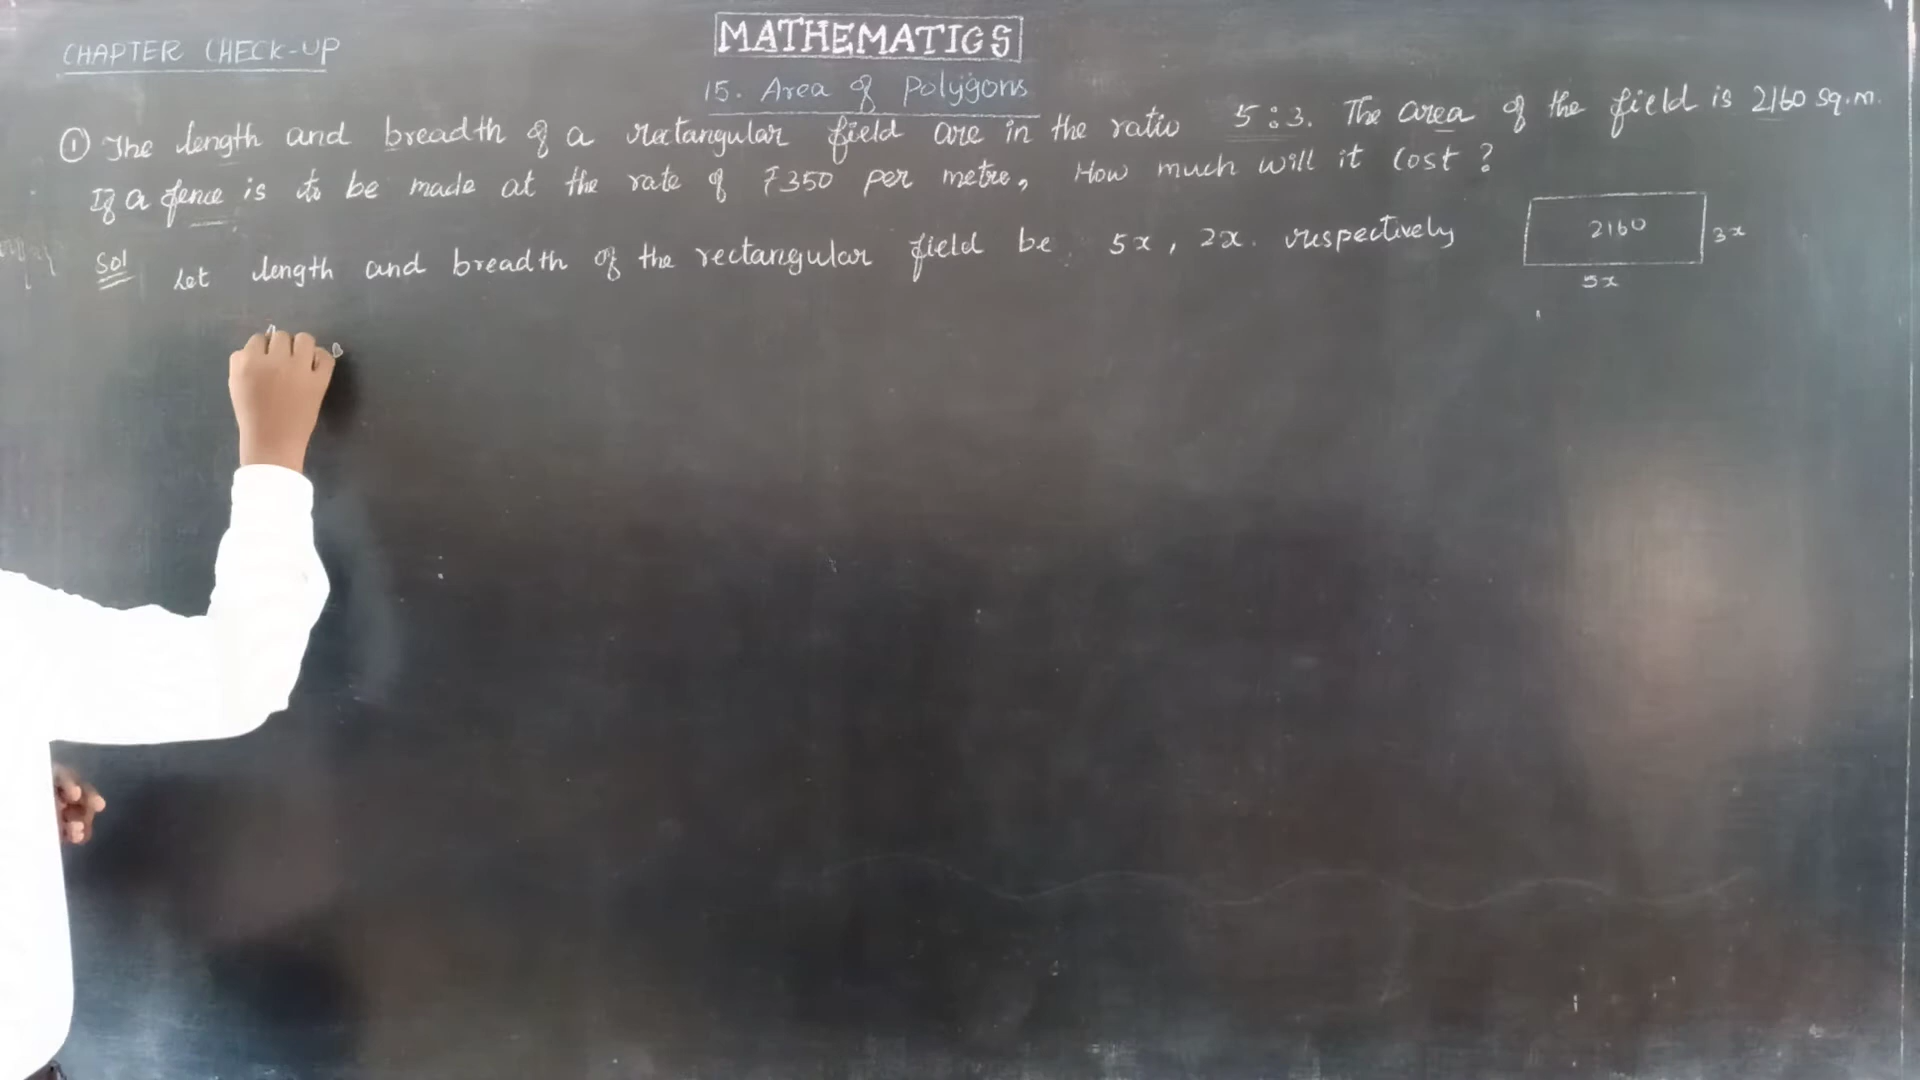 CHAPTER CHECK-UP
MATHEMATICS
15. Area of Polygons
① The length and breadth of a rectangular field are in the ratio 5:3. The area of the field is 2160 sq.m.
If a fence is to be made at the rate of ₹350 per metre, How much will it cost?
Sol Let length and breadth of the rectangular field be 5x, 2x. respectively
2160
3x
5x